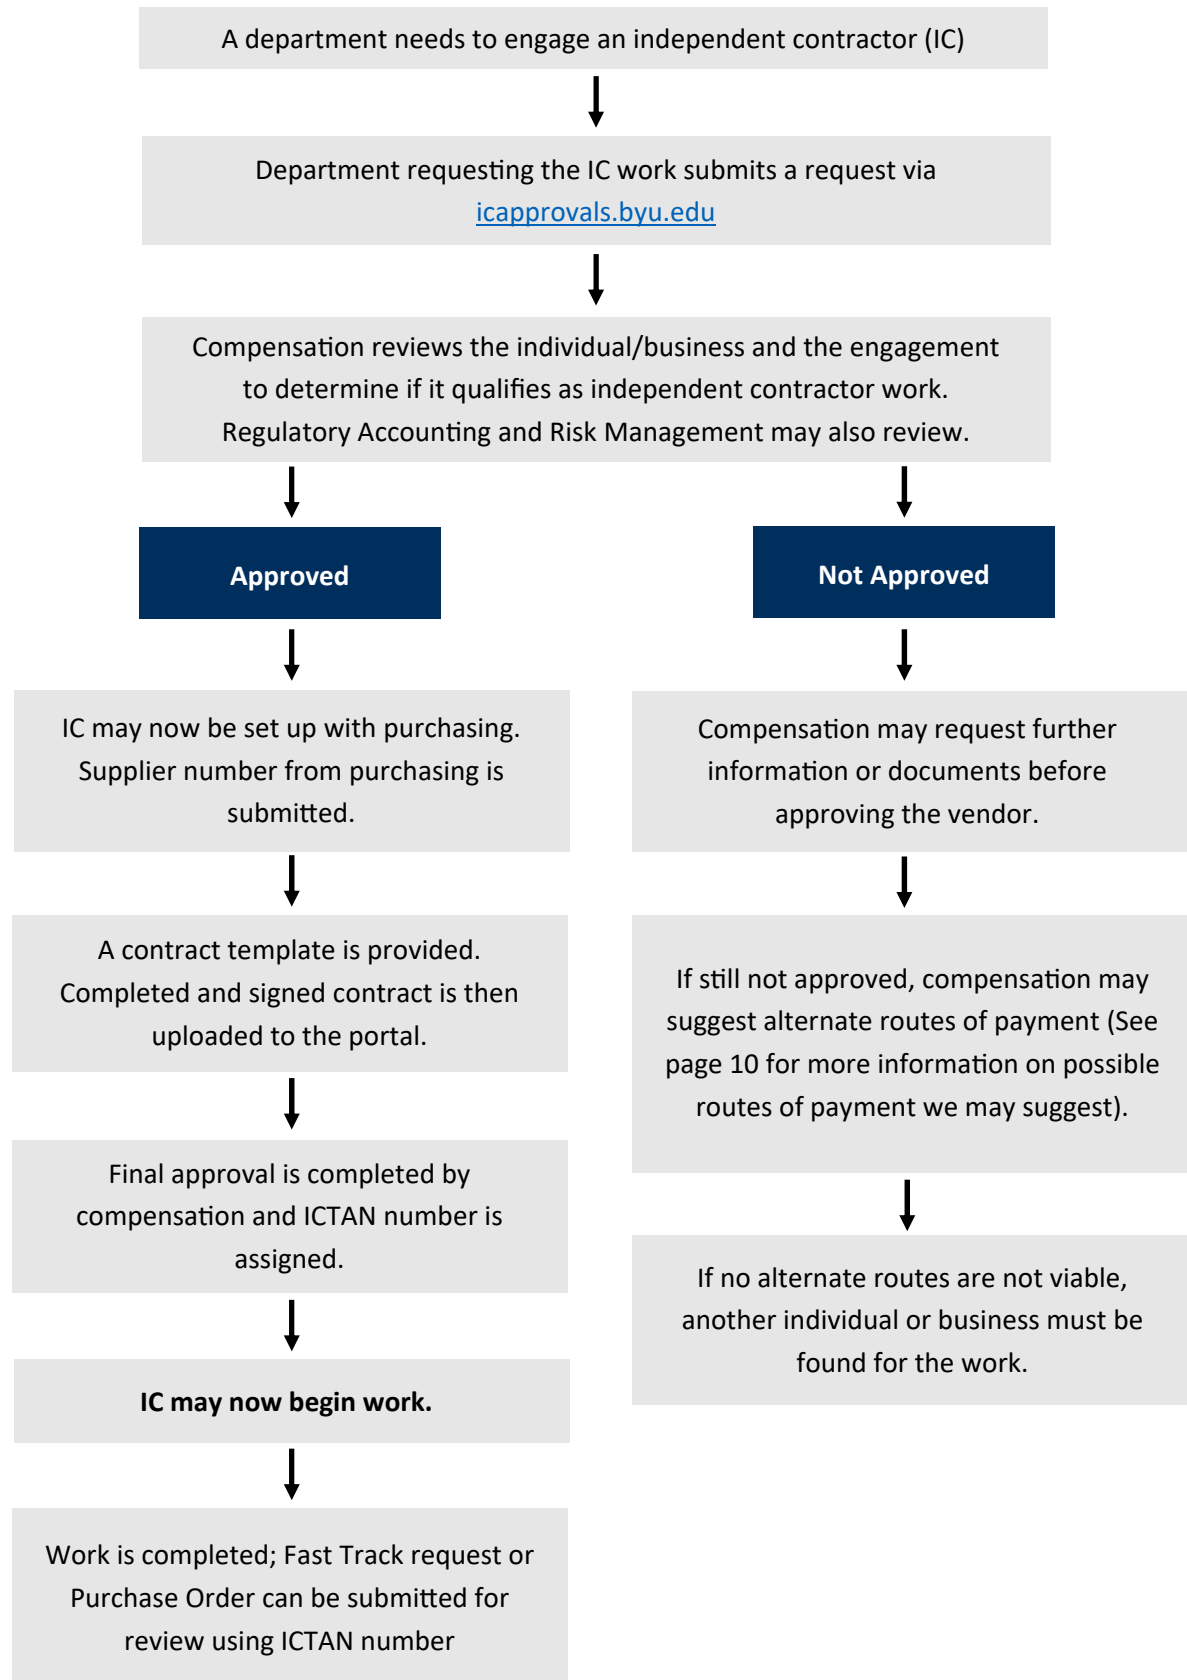 A department needs to engage an independent contractor (IC)
Department requesting the IC work submits a request via
icapprovals.byu.edu
Compensation reviews the individual/business and the engagement
to determine if it qualifies as independent contractor work.
Regulatory Accounting and Risk Management may also review.
Approved
IC may now be set up with purchasing.
Supplier number from purchasing is
submitted.
A contract template is provided.
Completed and signed contract is then
uploaded to the portal.
Final approval is completed by
compensation and ICTAN number is
assigned.
IC may now begin work.
Work is completed; Fast Track request or
Purchase Order can be submitted for
review using ICTAN number
Not Approved
Compensation may request further
information or documents before
approving the vendor.
If still not approved, compensation may
suggest alternate routes of payment (See
page 10 for more information on possible
routes of payment we may suggest).
If no alternate routes are not viable,
another individual or business must be
found for the work.